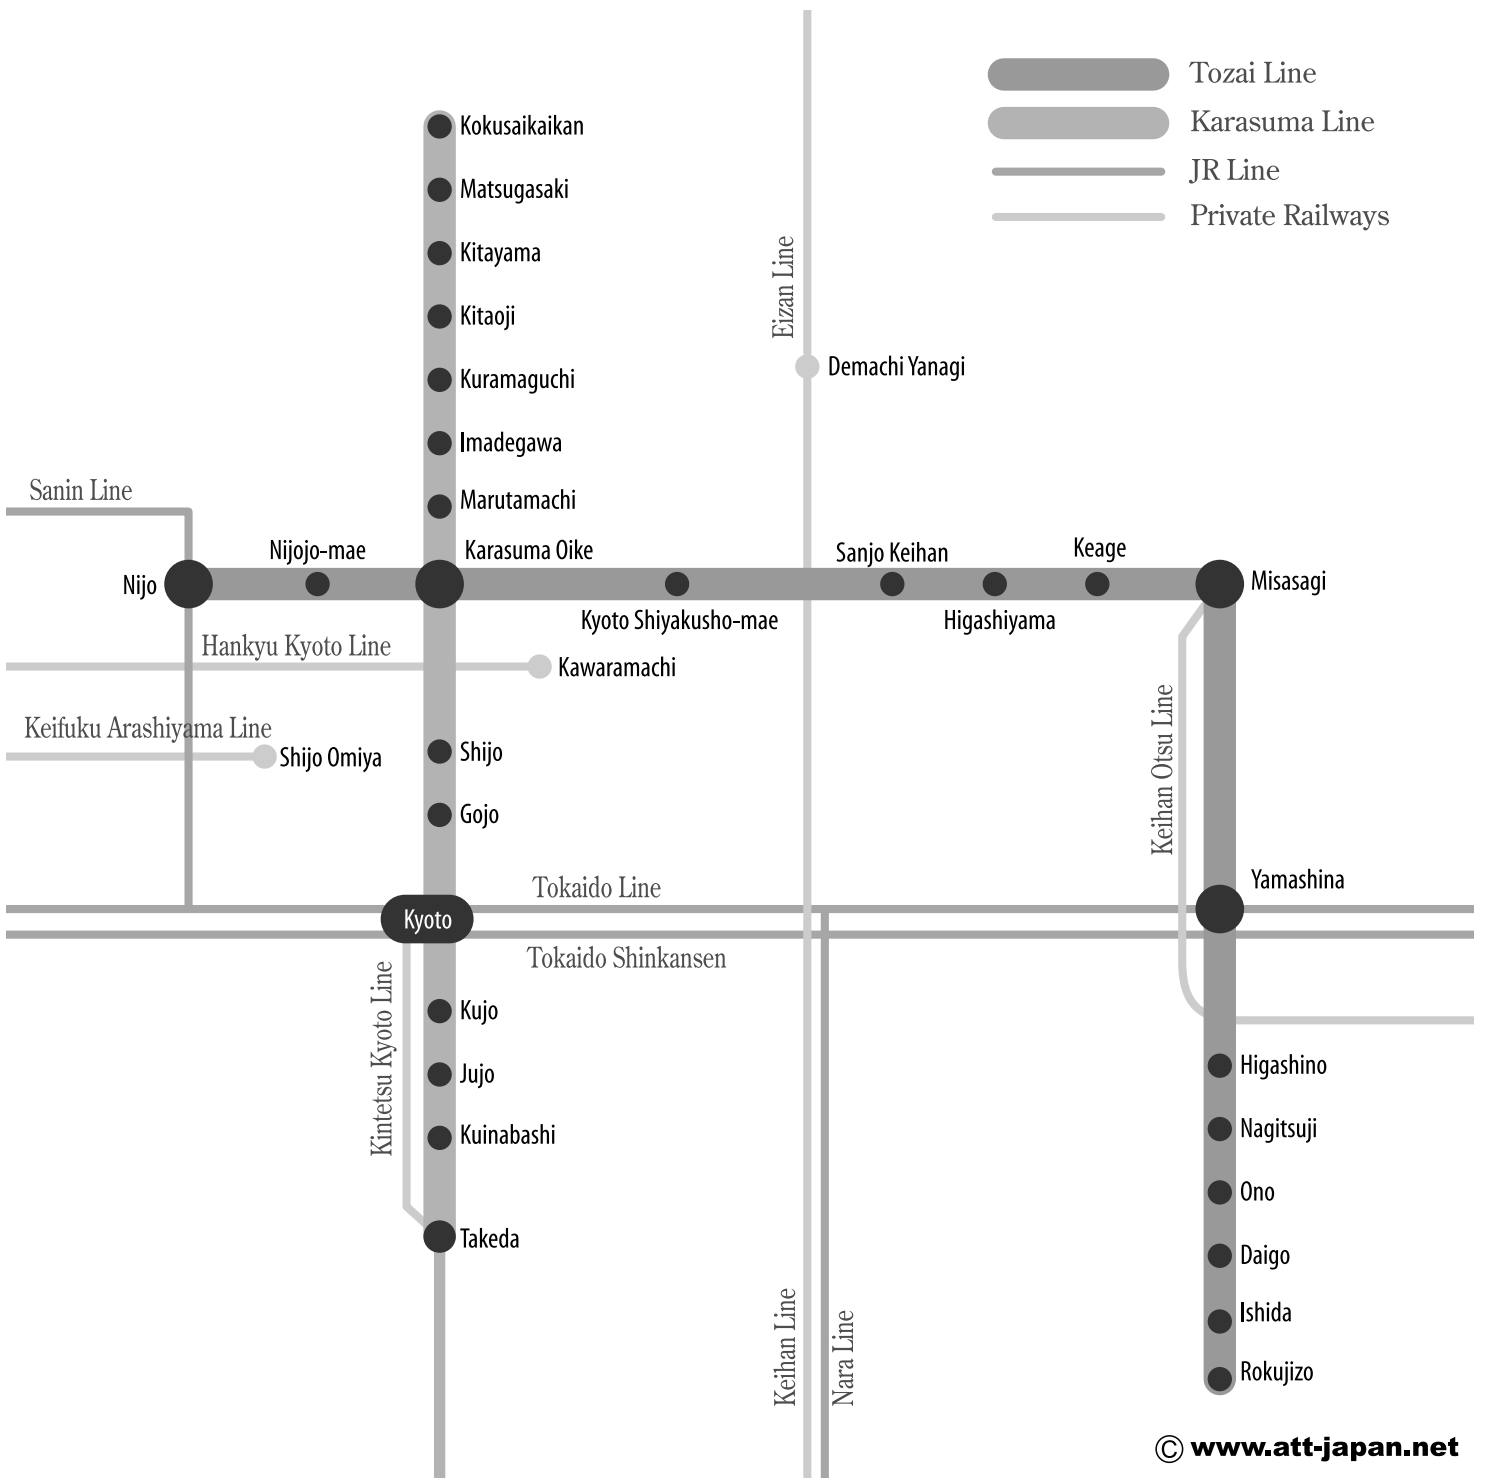 Tozai Line
Karasuma Line
JR Line
Private Railways
Kokusaikaikan
Matsugasaki
Kitayama
Kitaoji
Kuramaguchi
Imadegawa
Marutamachi
Eizan Line
Demachi Yanagi
Sanin Line
Nijojo-mae
Karasuma Oike
Sanjo Keihan
Keage
Nijo
Misasagi
Kyoto Shiyakusho-mae
Higashiyama
Hankyu Kyoto Line
Kawaramachi
Keifuku Arashiyama Line
Shijo Omiya
Shijo
Gojo
Keihan Otsu Line
Tokaido Line
Yamashina
Kyoto
Tokaido Shinkansen
Kintetsu Kyoto Line
Kujo
Jujo
Kuinabashi
Takeda
Higashino
Nagitsuji
Ono
Daigo
Ishida
Rokujizo
Keihan Line
Nara Line
© www.att-japan.net